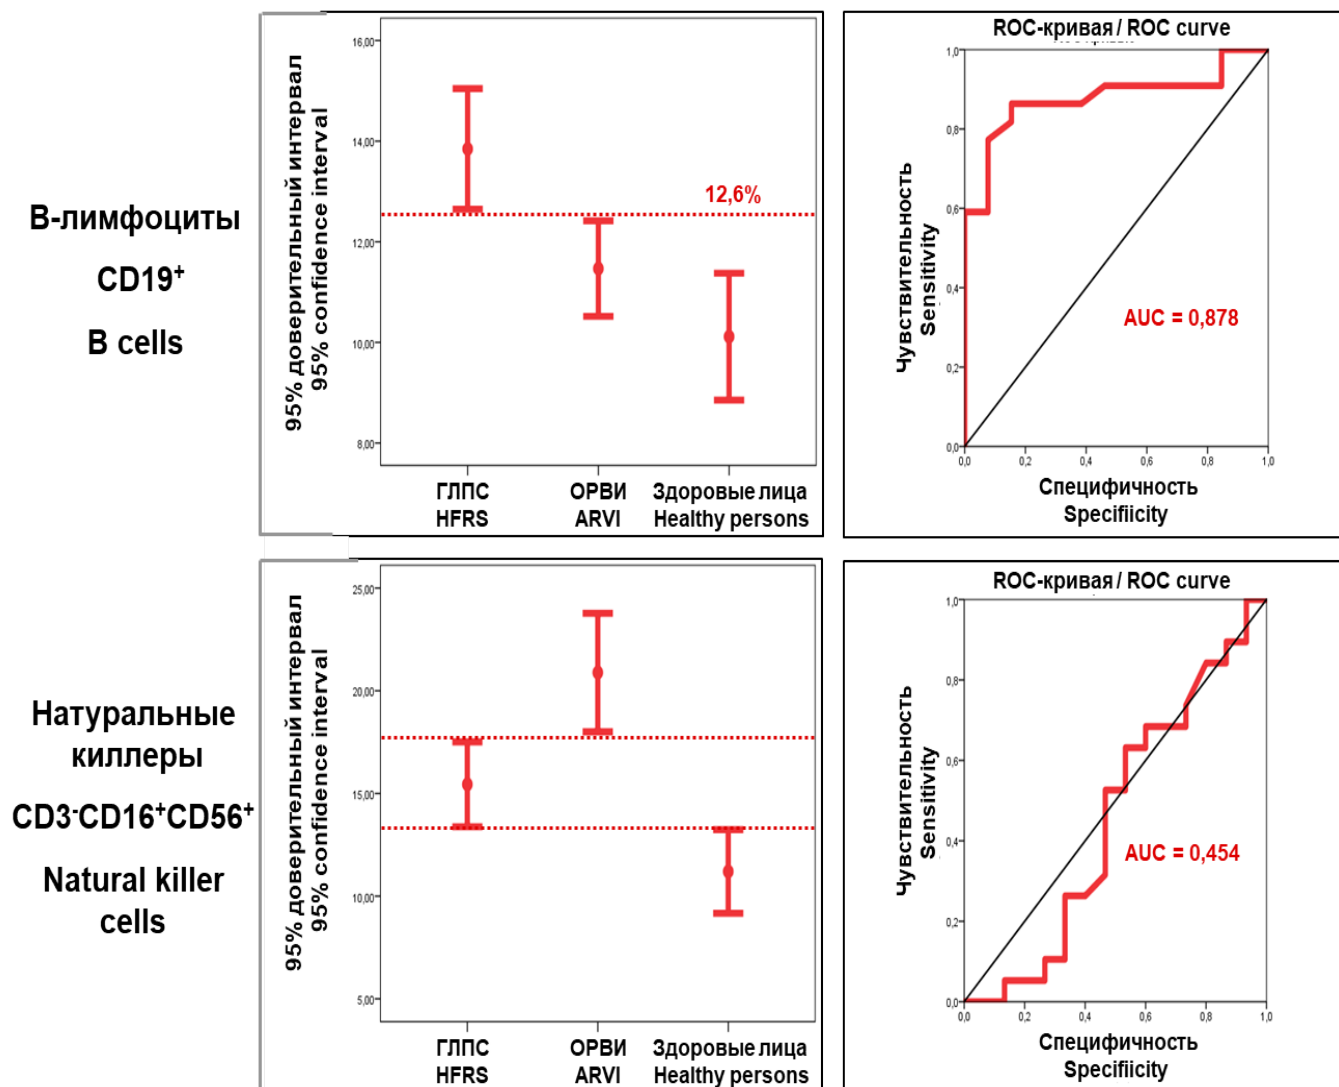 В-лимфоциты
CD19⁺
B cells
95% доверительный интервал
95% confidence interval
16,00
14,00
12,00
10,00
8,00
12,6%
ГЛПС
HFRS
ОРВИ
ARVI
Здоровые лица
Healthy persons
ROC-кривая / ROC curve
Чувствительность
Sensitivity
1,0
0,8
0,6
0,4
0,2
0,0
AUC = 0,878
0,0 0,2 0,4 0,6 0,8 1,0
Специфичность
Specifiicity
Натуральные
киллеры
CD3⁻CD16⁺CD56⁺
Natural killer
cells
95% доверительный интервал
95% confidence interval
25,00
20,00
15,00
10,00
5,00
ГЛПС
HFRS
ОРВИ
ARVI
Здоровые лица
Healthy persons
ROC-кривая / ROC curve
Чувствительность
Sensitivity
1,0
0,8
0,6
0,4
0,2
0,0
AUC = 0,454
0,0 0,2 0,4 0,6 0,8 1,0
Специфичность
Specifiicity